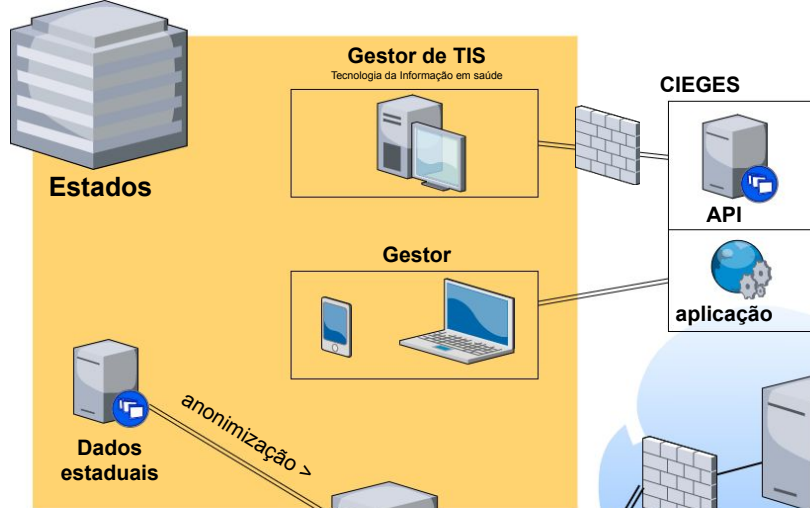 Gestor de TIS
Tecnologia da Informação em saúde
CIEGES
Estados
API
Gestor
aplicação
anonimização >
Dados
estaduais